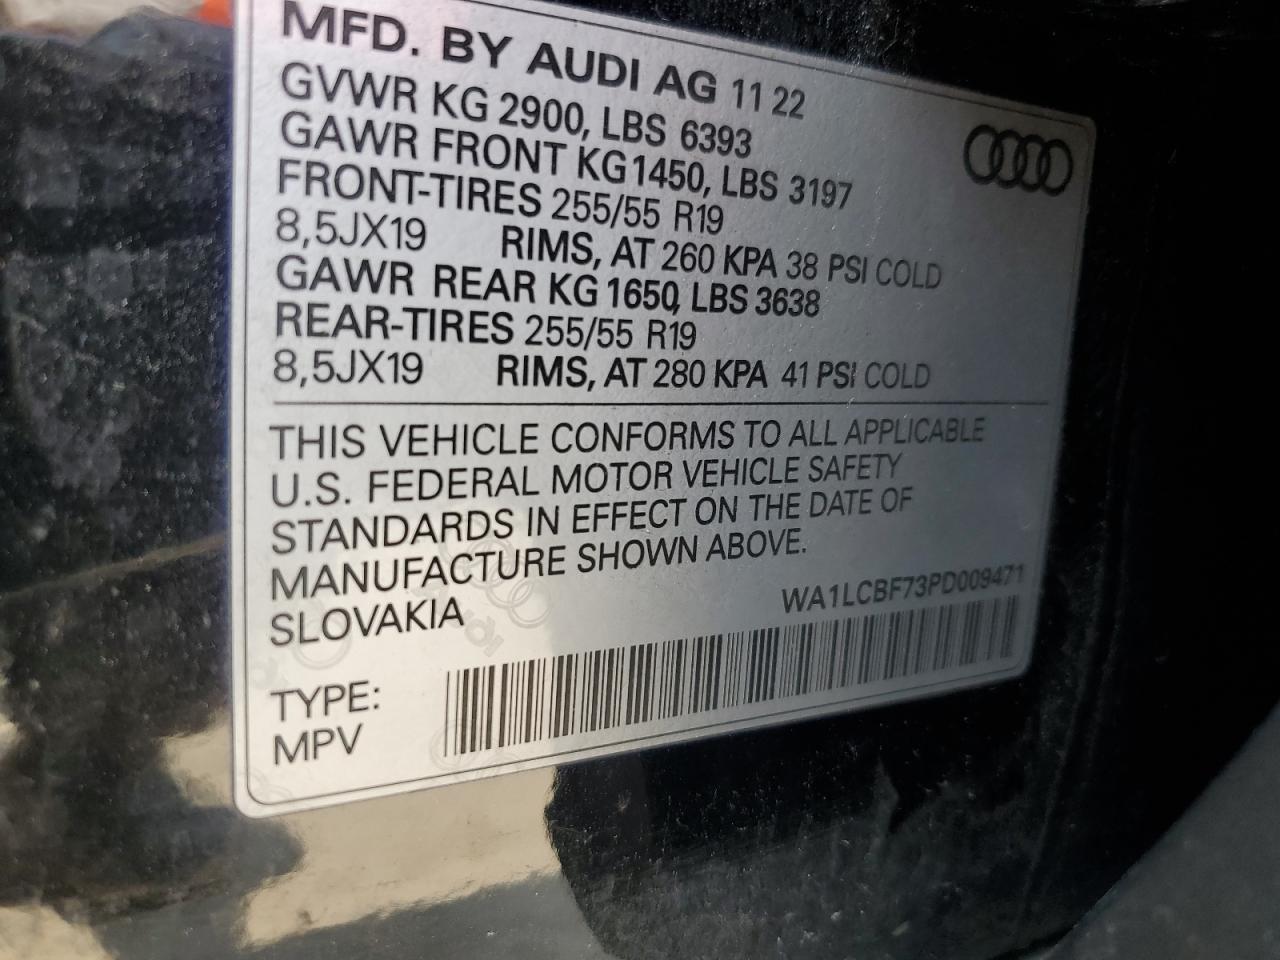 MFD. BY AUDI AG 11 22
GVWR KG 2900, LBS 6393
GAWR FRONT KG 1450, LBS 3197
FRONT-TIRES 255/55 R19
8,5JX19 RIMS, AT 260 KPA 38 PSI COLD
GAWR REAR KG 1650, LBS 3638
REAR-TIRES 255/55 R19
8,5JX19 RIMS, AT 280 KPA 41 PSI COLD
THIS VEHICLE CONFORMS TO ALL APPLICABLE
U.S. FEDERAL MOTOR VEHICLE SAFETY
STANDARDS IN EFFECT ON THE DATE OF
MANUFACTURE SHOWN ABOVE.
SLOVAKIA
WA1LCBF73PD009471
TYPE:
MPV